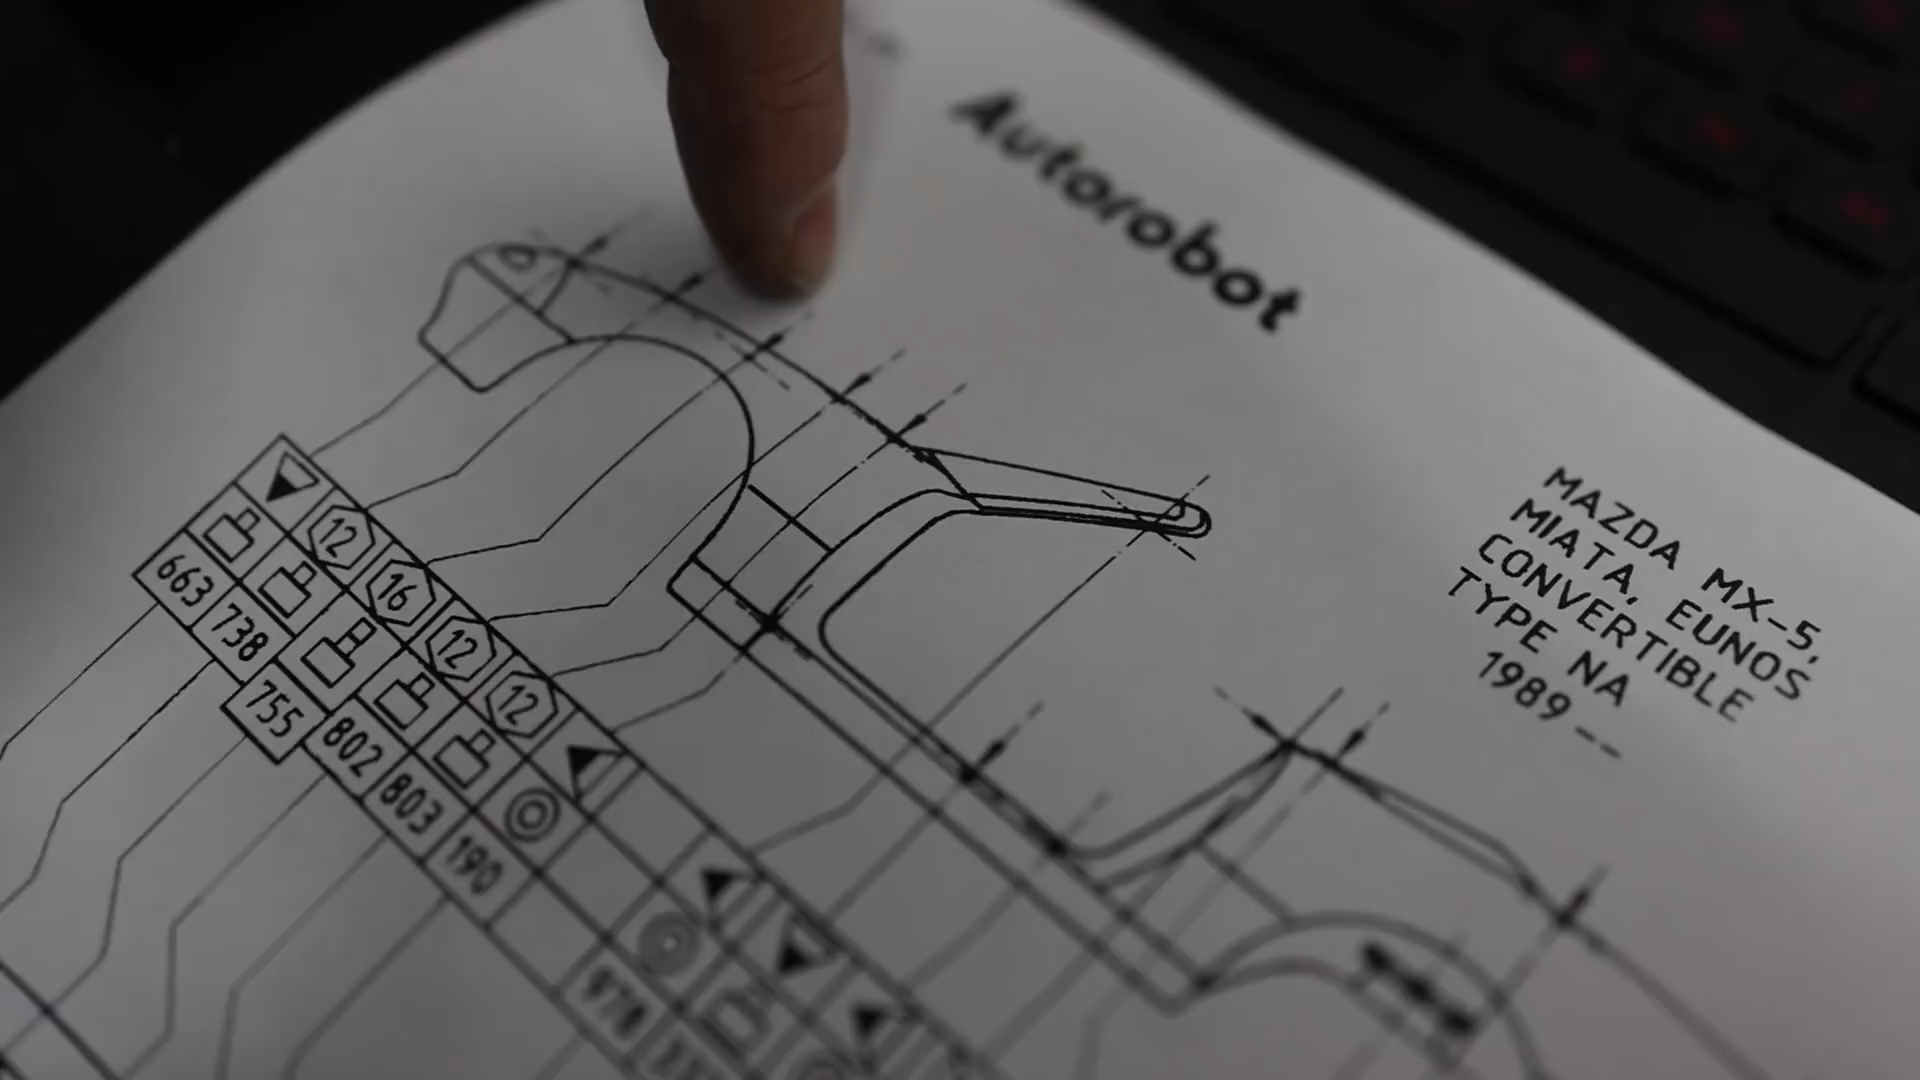 Autorobot
MAZDA MX-5,
MIATA, EUNOS
CONVERTIBLE
TYPE NA
1989--
12
16
12
12
663
738
755
802
803
190
978